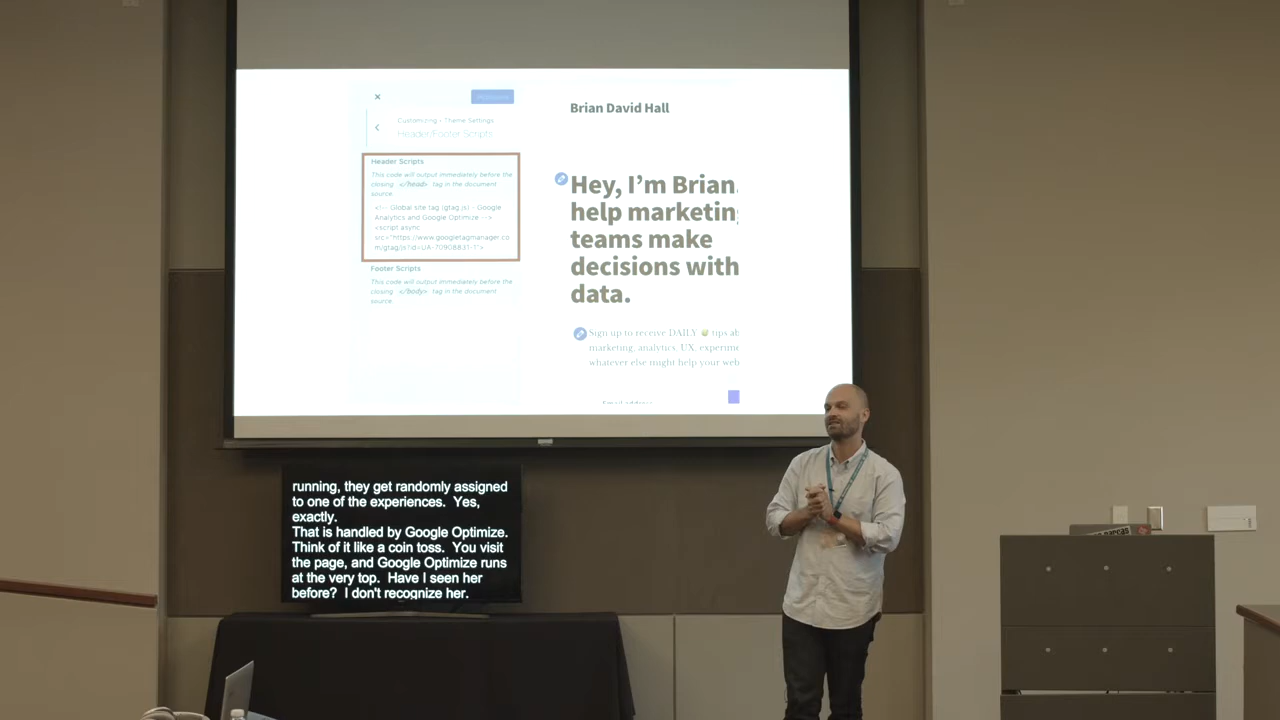 Customizing • Theme Settings
Header/Footer Scripts
Header Scripts
This code will output immediately before the
closing </head> tag in the document
source.
<!-- Global site tag (gtag.js) - Google
Analytics and Google Optimize -->
<script async
src="https://www.googletagmanager.co
m/gtag/js?id=UA-70908831-1">
Footer Scripts
This code will output immediately before the
closing </body> tag in the document
source.
Brian David Hall
Hey, I'm Brian.
help marketing
teams make
decisions with
data.
Sign up to receive DAILY tips ab
marketing, analytics, UX, experime
whatever else might help your web
Email address
running, they get randomly assigned
to one of the experiences. Yes,
exactly.
That is handled by Google Optimize.
Think of it like a coin toss. You visit
the page, and Google Optimize runs
at the very top. Have I seen her
before? I don't recognize her.